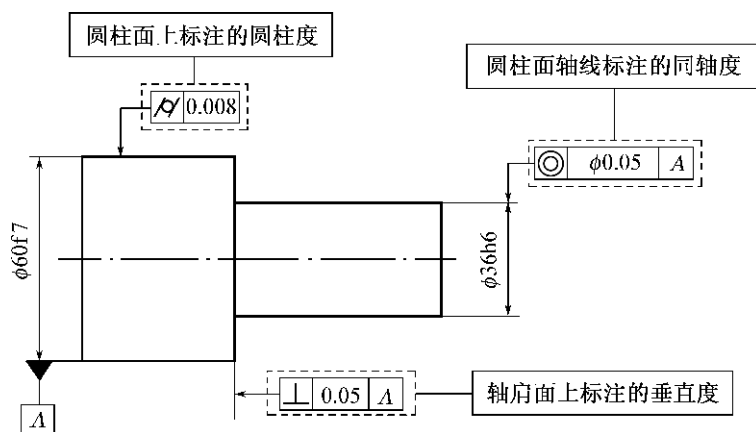 圆柱面上标注的圆柱度
0.008
圆柱面轴线标注的同轴度
ϕ0.05 A
ϕ60f7
ϕ36h6
0.05 A
轴肩面上标注的垂直度
A